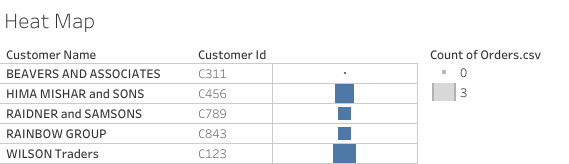 Heat Map
Customer Name Customer Id Count of Orders.csv
BEAVERS AND ASSOCIATES C311 0
HIMA MISHAR and SONS C456 3
RAIDNER and SAMSONS C789
RAINBOW GROUP C843
WILSON Traders C123